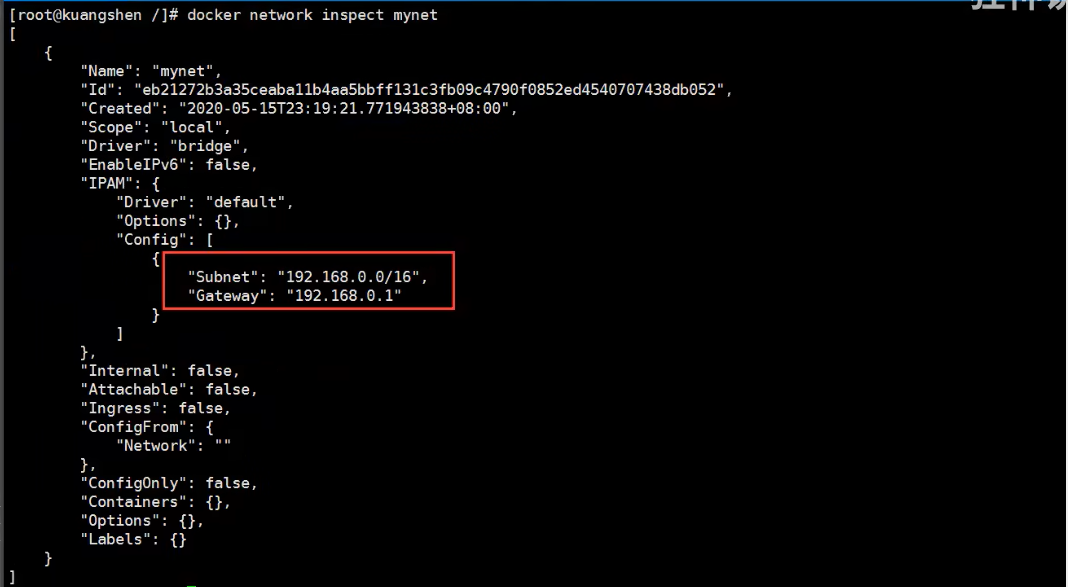 [root@kuangshen /]# docker network inspect mynet
[
    {
        "Name": "mynet",
        "Id": "eb21272b3a35ceaba11b4aa5bbff131c3fb09c4790f0852ed4540707438db052",
        "Created": "2020-05-15T23:19:21.771943838+08:00",
        "Scope": "local",
        "Driver": "bridge",
        "EnableIPv6": false,
        "IPAM": {
            "Driver": "default",
            "Options": {},
            "Config": [
                {
                    "Subnet": "192.168.0.0/16",
                    "Gateway": "192.168.0.1"
                }
            ]
        },
        "Internal": false,
        "Attachable": false,
        "Ingress": false,
        "ConfigFrom": {
            "Network": ""
        },
        "ConfigOnly": false,
        "Containers": {},
        "Options": {},
        "Labels": {}
    }
]